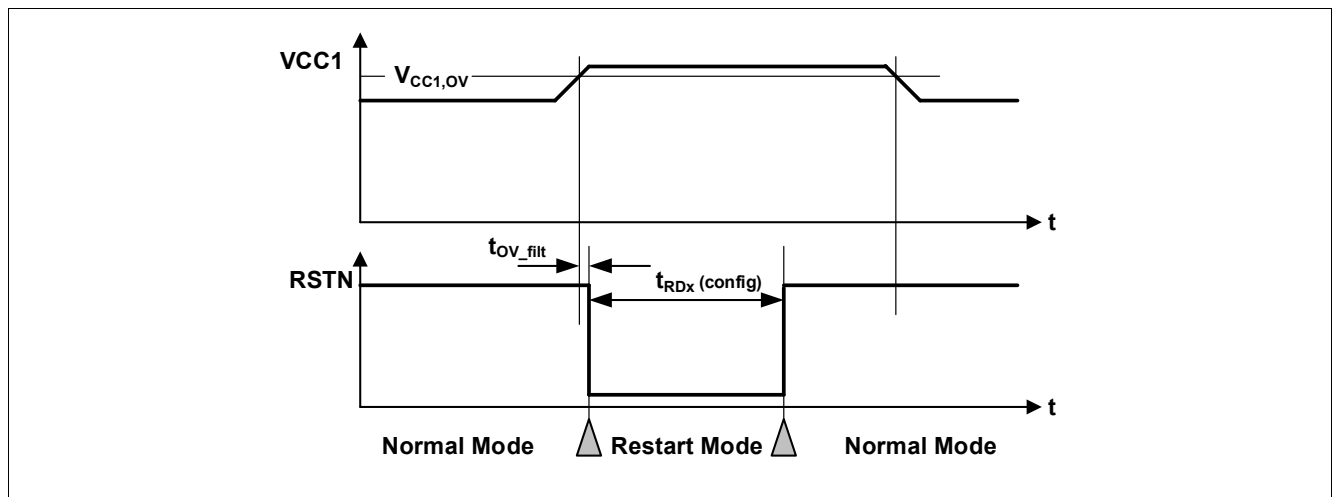 VCC1
VCC1,OV
t
tOV_filt
tRDx (config)
RSTN
t
Normal Mode
Restart Mode
Normal Mode